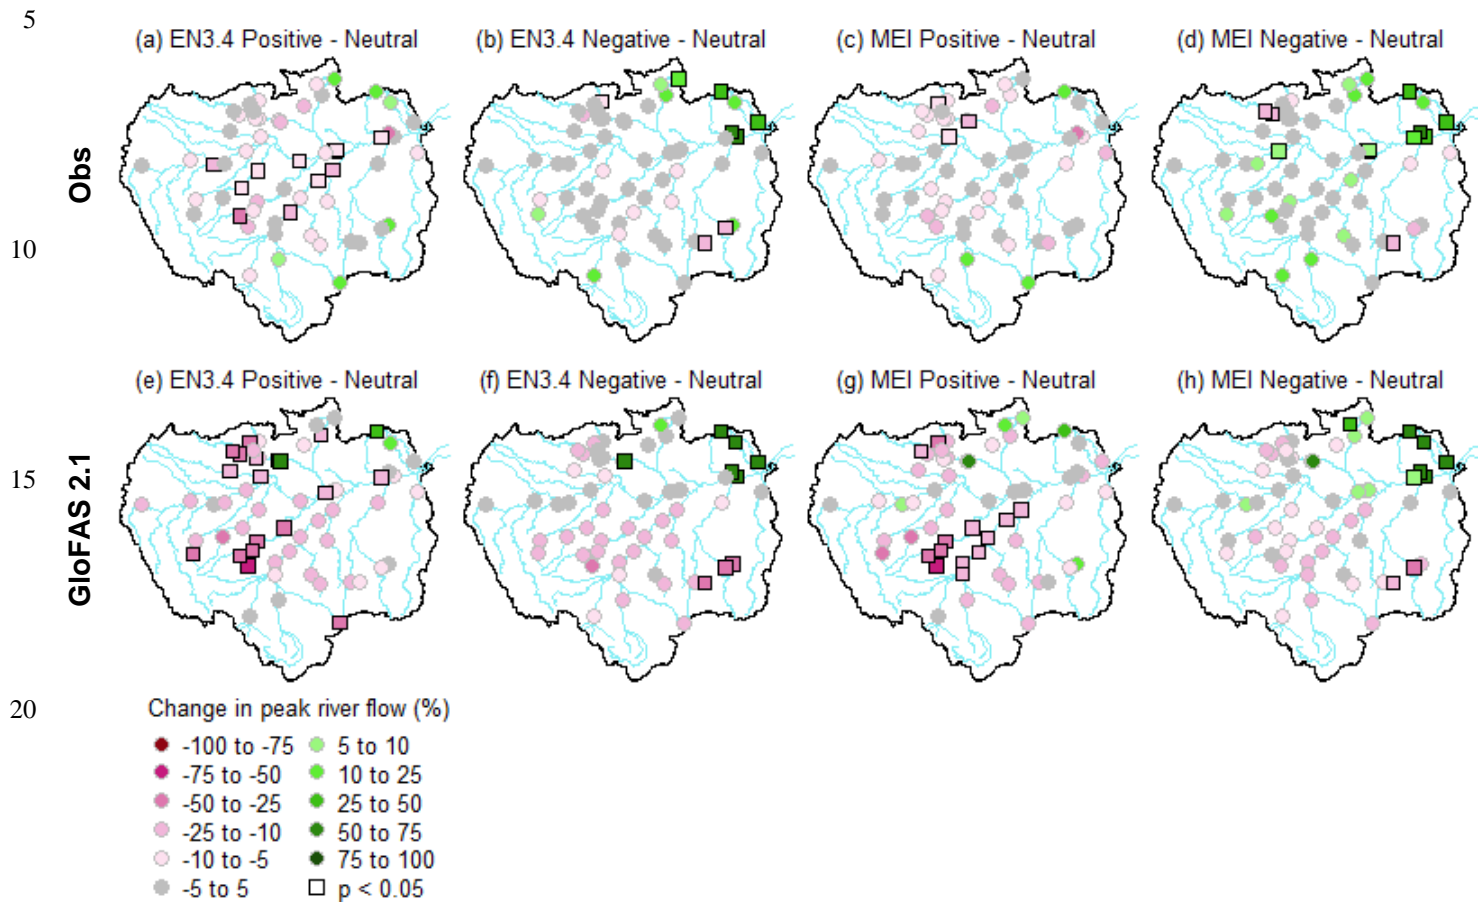 5
(a) EN3.4 Positive - Neutral
(b) EN3.4 Negative - Neutral
(c) MEI Positive - Neutral
(d) MEI Negative - Neutral
Obs
10
(e) EN3.4 Positive - Neutral
(f) EN3.4 Negative - Neutral
(g) MEI Positive - Neutral
(h) MEI Negative - Neutral
15
GloFAS 2.1
20
Change in peak river flow (%)
-100 to -75
-75 to -50
-50 to -25
-25 to -10
-10 to -5
-5 to 5
5 to 10
10 to 25
25 to 50
50 to 75
75 to 100
p < 0.05